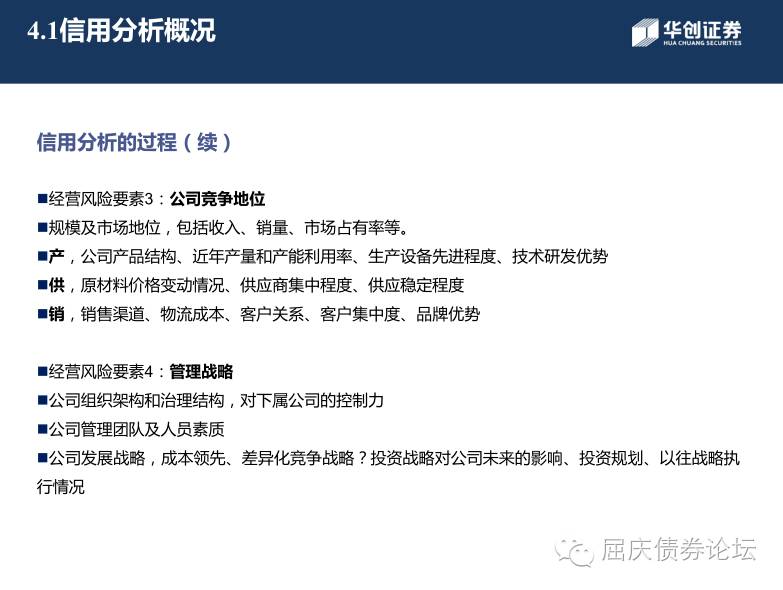 4.1信用分析概况
华创证券
HUA CHUANG SECURITIES
信用分析的过程（续）
■经营风险要素3：公司竞争地位
■规模及市场地位，包括收入、销量、市场占有率等。
■产，公司产品结构、近年产量和产能利用率、生产设备先进程度、技术研发优势
■供，原材料价格变动情况、供应商集中程度、供应稳定程度
■销，销售渠道、物流成本、客户关系、客户集中度、品牌优势
■经营风险要素4：管理战略
■公司组织架构和治理结构，对下属公司的控制力
■公司管理团队及人员素质
■公司发展战略，成本领先、差异化竞争战略？投资战略对公司未来的影响、投资规划、以往战略执
行情况
屈庆债券论坛